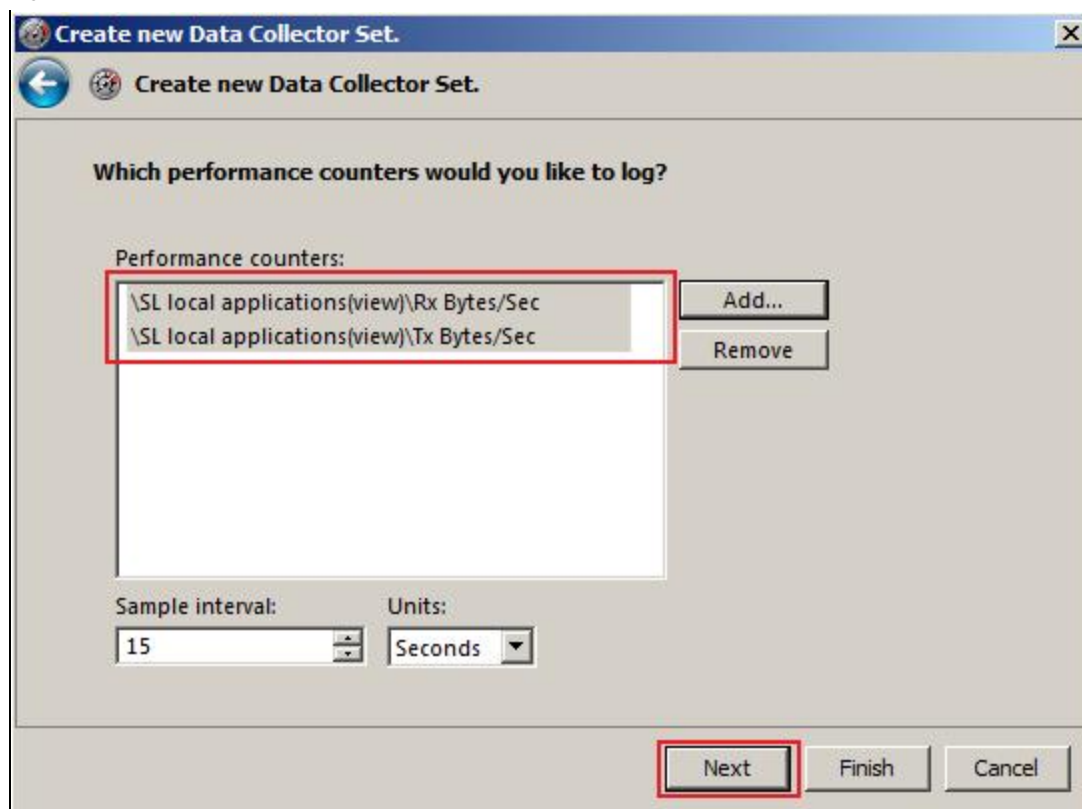 Create new Data Collector Set.
Create new Data Collector Set.
Which performance counters would you like to log?
Performance counters:
\SL local applications(view)\Rx Bytes/Sec
\SL local applications(view)\Tx Bytes/Sec
Add...
Remove
Sample interval:
Units:
15
Seconds
Next
Finish
Cancel